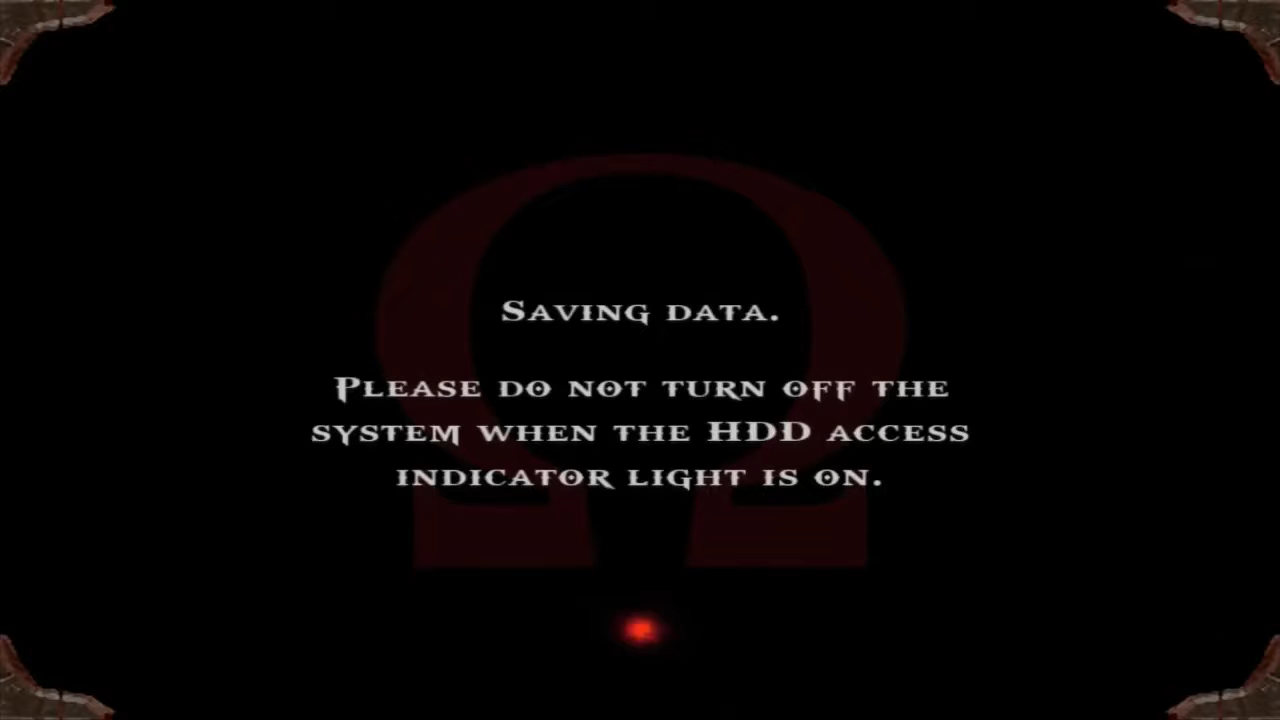 Saving data.
Please do not turn off the
system when the HDD access
indicator light is on.